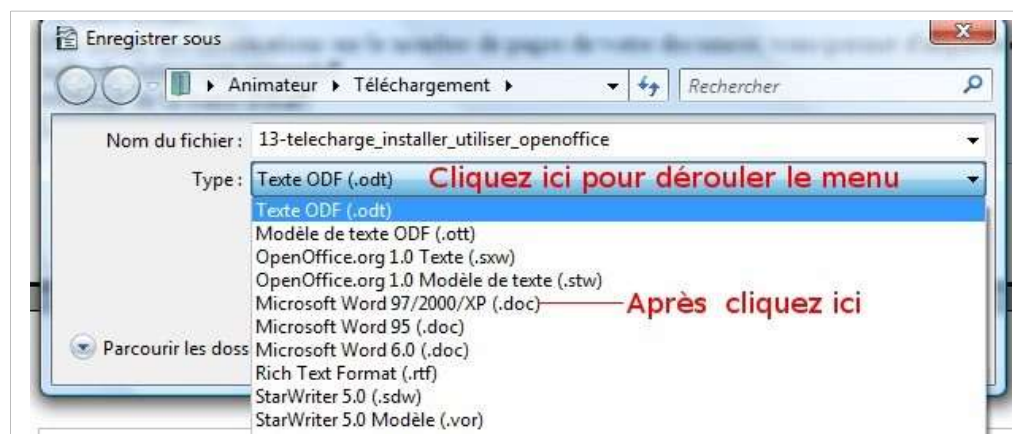 Enregistrer sous
Animateur Téléchargement Rechercher
Nom du fichier : 13-telecharge_installer_utiliser_openoffice
Type : Texte ODF (.odt) Cliquez ici pour dérouler le menu
Texte ODF (.odt)
Modèle de texte ODF (.ott)
OpenOffice.org 1.0 Texte (.sxw)
OpenOffice.org 1.0 Modèle de texte (.stw)
Microsoft Word 97/2000/XP (.doc) Après cliquez ici
Microsoft Word 95 (.doc)
Parcourir les doss Microsoft Word 6.0 (.doc)
Rich Text Format (.rtf)
StarWriter 5.0 (.sdw)
StarWriter 5.0 Modèle (.vor)